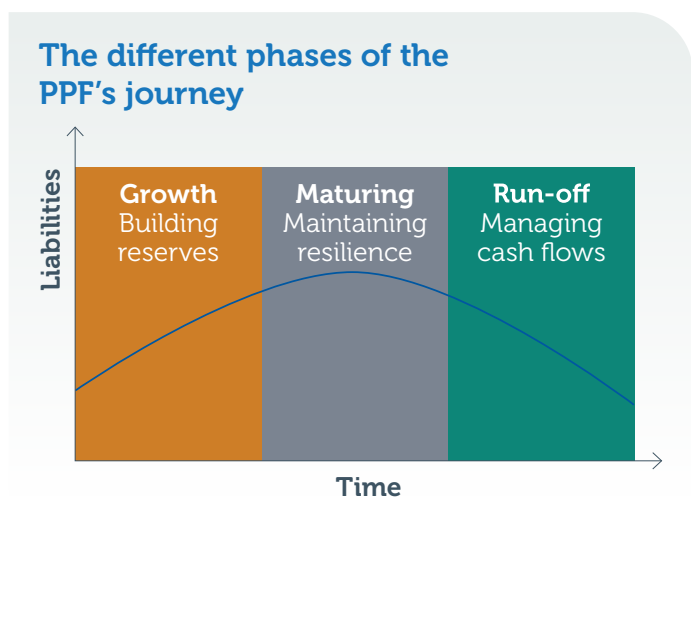 The different phases of the
PPF's journey
Liabilities
Growth
Building
reserves
Maturing
Maintaining
resilience
Run-off
Managing
cash flows
Time